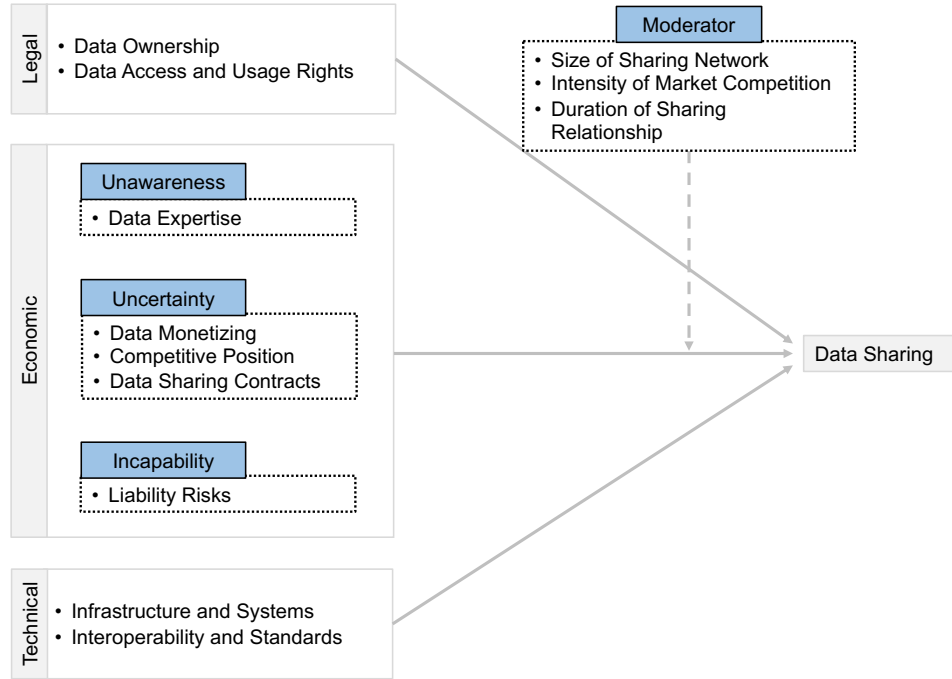 Legal
• Data Ownership
• Data Access and Usage Rights
Moderator
• Size of Sharing Network
• Intensity of Market Competition
• Duration of Sharing
Relationship
Economic
Unawareness
• Data Expertise
Uncertainty
• Data Monetizing
• Competitive Position
• Data Sharing Contracts
Incapability
• Liability Risks
Data Sharing
Technical
• Infrastructure and Systems
• Interoperability and Standards